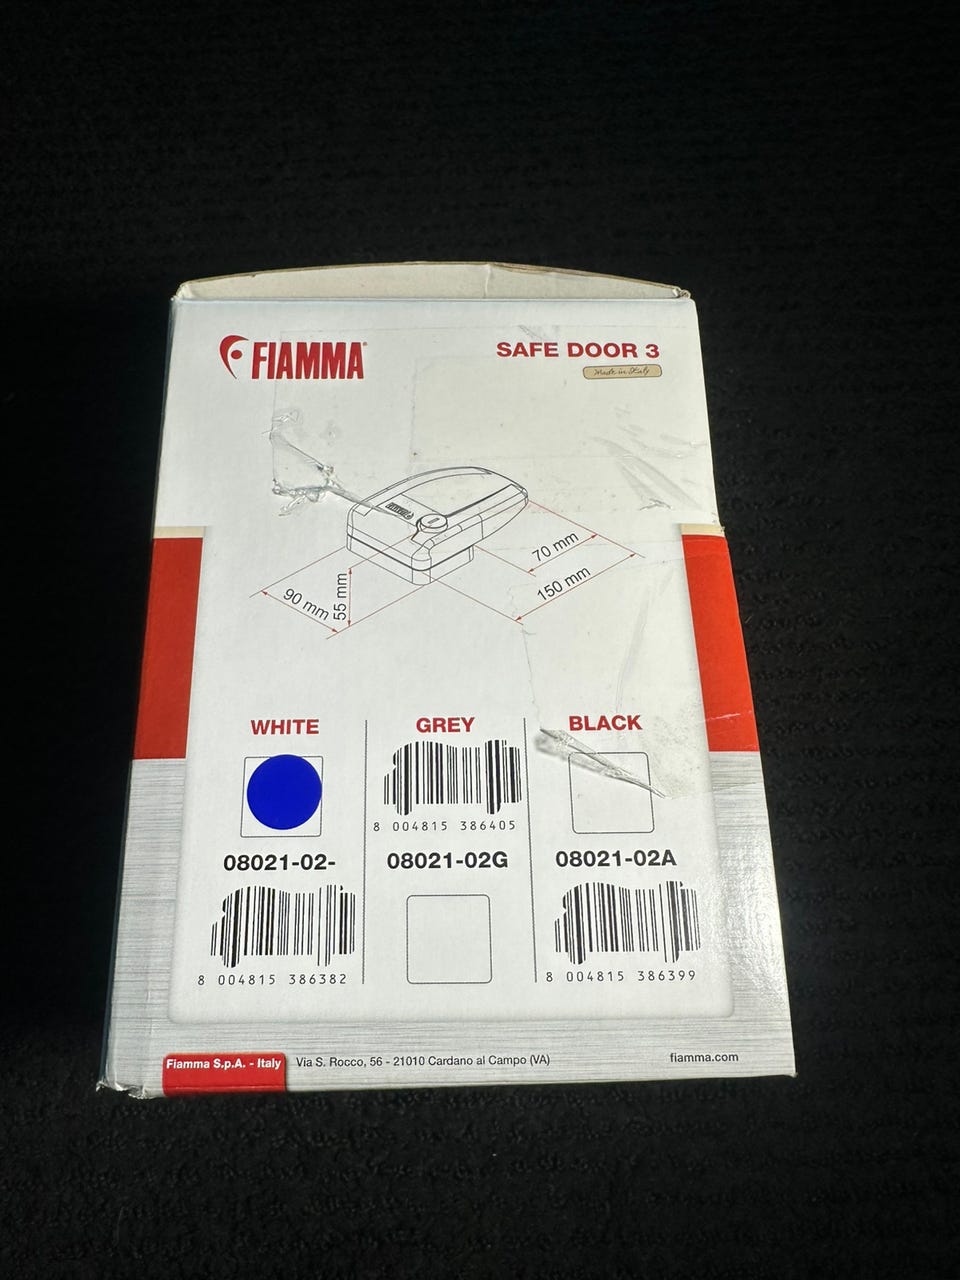 FIAMMA
SAFE DOOR 3
Made in Italy
FIAMMA
90 mm
55 mm
70 mm
150 mm
WHITE
08021-02-
8 004815 386382
GREY
8 004815 386405
08021-02G
BLACK
08021-02A
8 004815 386399
Fiamma S.p.A. - Italy
Via S. Rocco, 56 - 21010 Cardano al Campo (VA)
fiamma.com